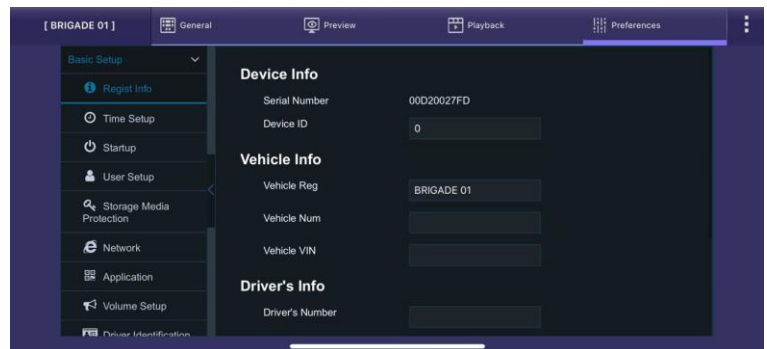 [ BRIGADE 01 ]
General
Preview
Playback
Preferences
Basic Setup
Regist Info
Time Setup
Startup
User Setup
Storage Media
Protection
Network
Application
Volume Setup
Driver Identification
Device Info
Serial Number 00D20027FD
Device ID 0
Vehicle Info
Vehicle Reg BRIGADE 01
Vehicle Num
Vehicle VIN
Driver's Info
Driver's Number